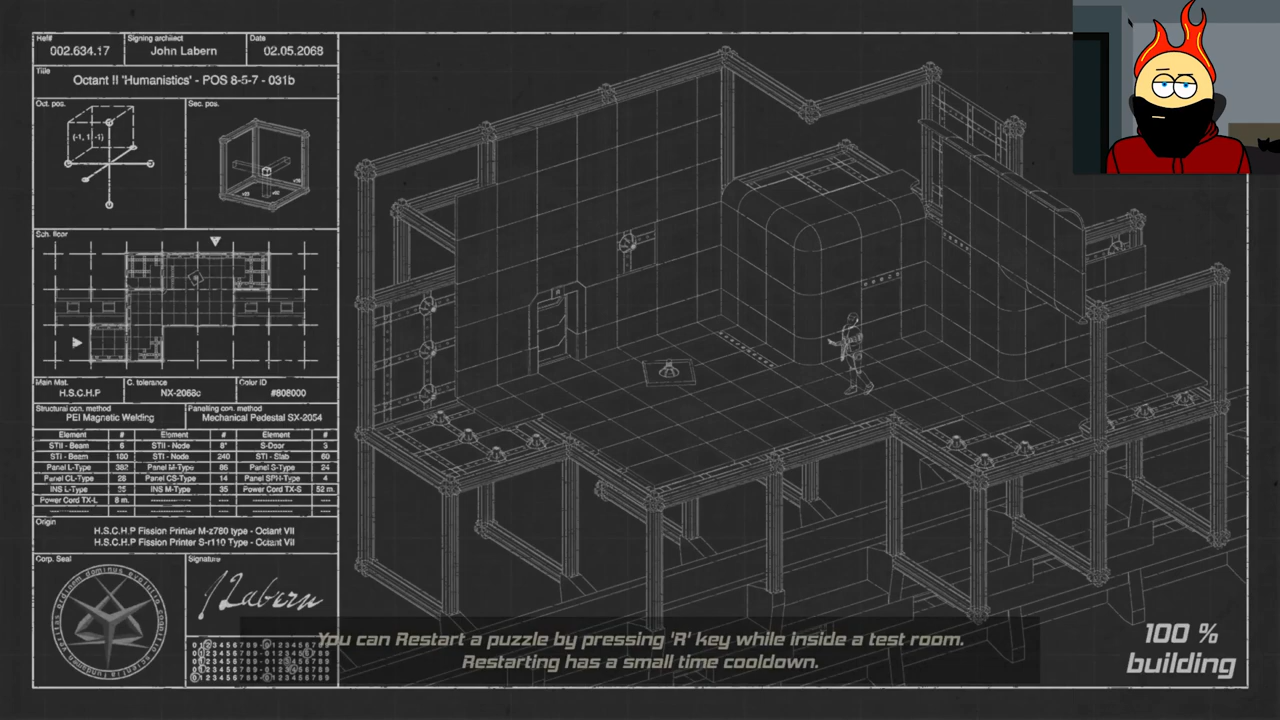 Ref#
002.634.17
Signing architect
John Labern
Date
02.05.2068
Title
Octant II 'Humanistics' - POS 8-5-7 - 031b
Oct. pos.
Sec. pos.
(-1, 1, -1)
Sch. floor
Main Mat.
H.S.C.H.P
C. tolerance
NX-2068c
Color ID
#808000
Structural con. method
PEI Magnetic Welding
Panelling con. method
Mechanical Pedestal SX-2054
Element # Element # Element #
STII - Beam 6 STII - Node 8* S-Door 3
STI - Beam 180 STI - Node 240 STI - Slab 60
Panel L-Type 382 Panel M-Type 86 Panel S-Type 24
Panel CL-Type 28 Panel CS-Type 14 Panel SPH-Type 4
INS L-Type 35 INS M-Type 35 Power Cord TX-S 52 m.
Power Cord TX-L 8 m. ---- ----
Origin
H.S.C.H.P Fission Printer M-z780 type - Octant VII
H.S.C.H.P Fission Printer S-r110 Type - Octant VII
Corp. Seal
Signature
J Labern
You can Restart a puzzle by pressing 'R' key while inside a test room.
Restarting has a small time cooldown.
100 %
building